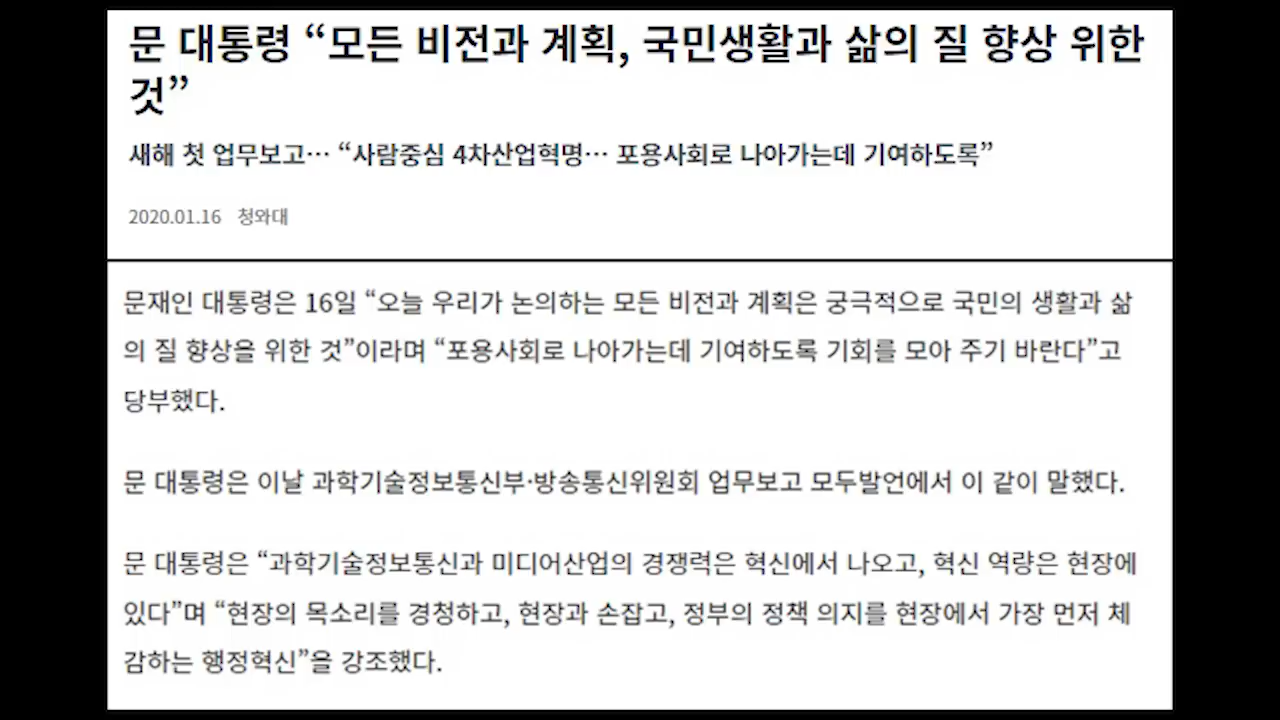 문 대통령 “모든 비전과 계획, 국민생활과 삶의 질 향상 위한
것”
새해 첫 업무보고… “사람중심 4차산업혁명… 포용사회로 나아가는데 기여하도록”
2020.01.16 청와대
문재인 대통령은 16일 “오늘 우리가 논의하는 모든 비전과 계획은 궁극적으로 국민의 생활과 삶
의 질 향상을 위한 것”이라며 “포용사회로 나아가는데 기여하도록 기회를 모아 주기 바란다”고
당부했다.
문 대통령은 이날 과학기술정보통신부·방송통신위원회 업무보고 모두발언에서 이 같이 말했다.
문 대통령은 “과학기술정보통신과 미디어산업의 경쟁력은 혁신에서 나오고, 혁신 역량은 현장에
있다”며 “현장의 목소리를 경청하고, 현장과 손잡고, 정부의 정책 의지를 현장에서 가장 먼저 체
감하는 행정혁신”을 강조했다.